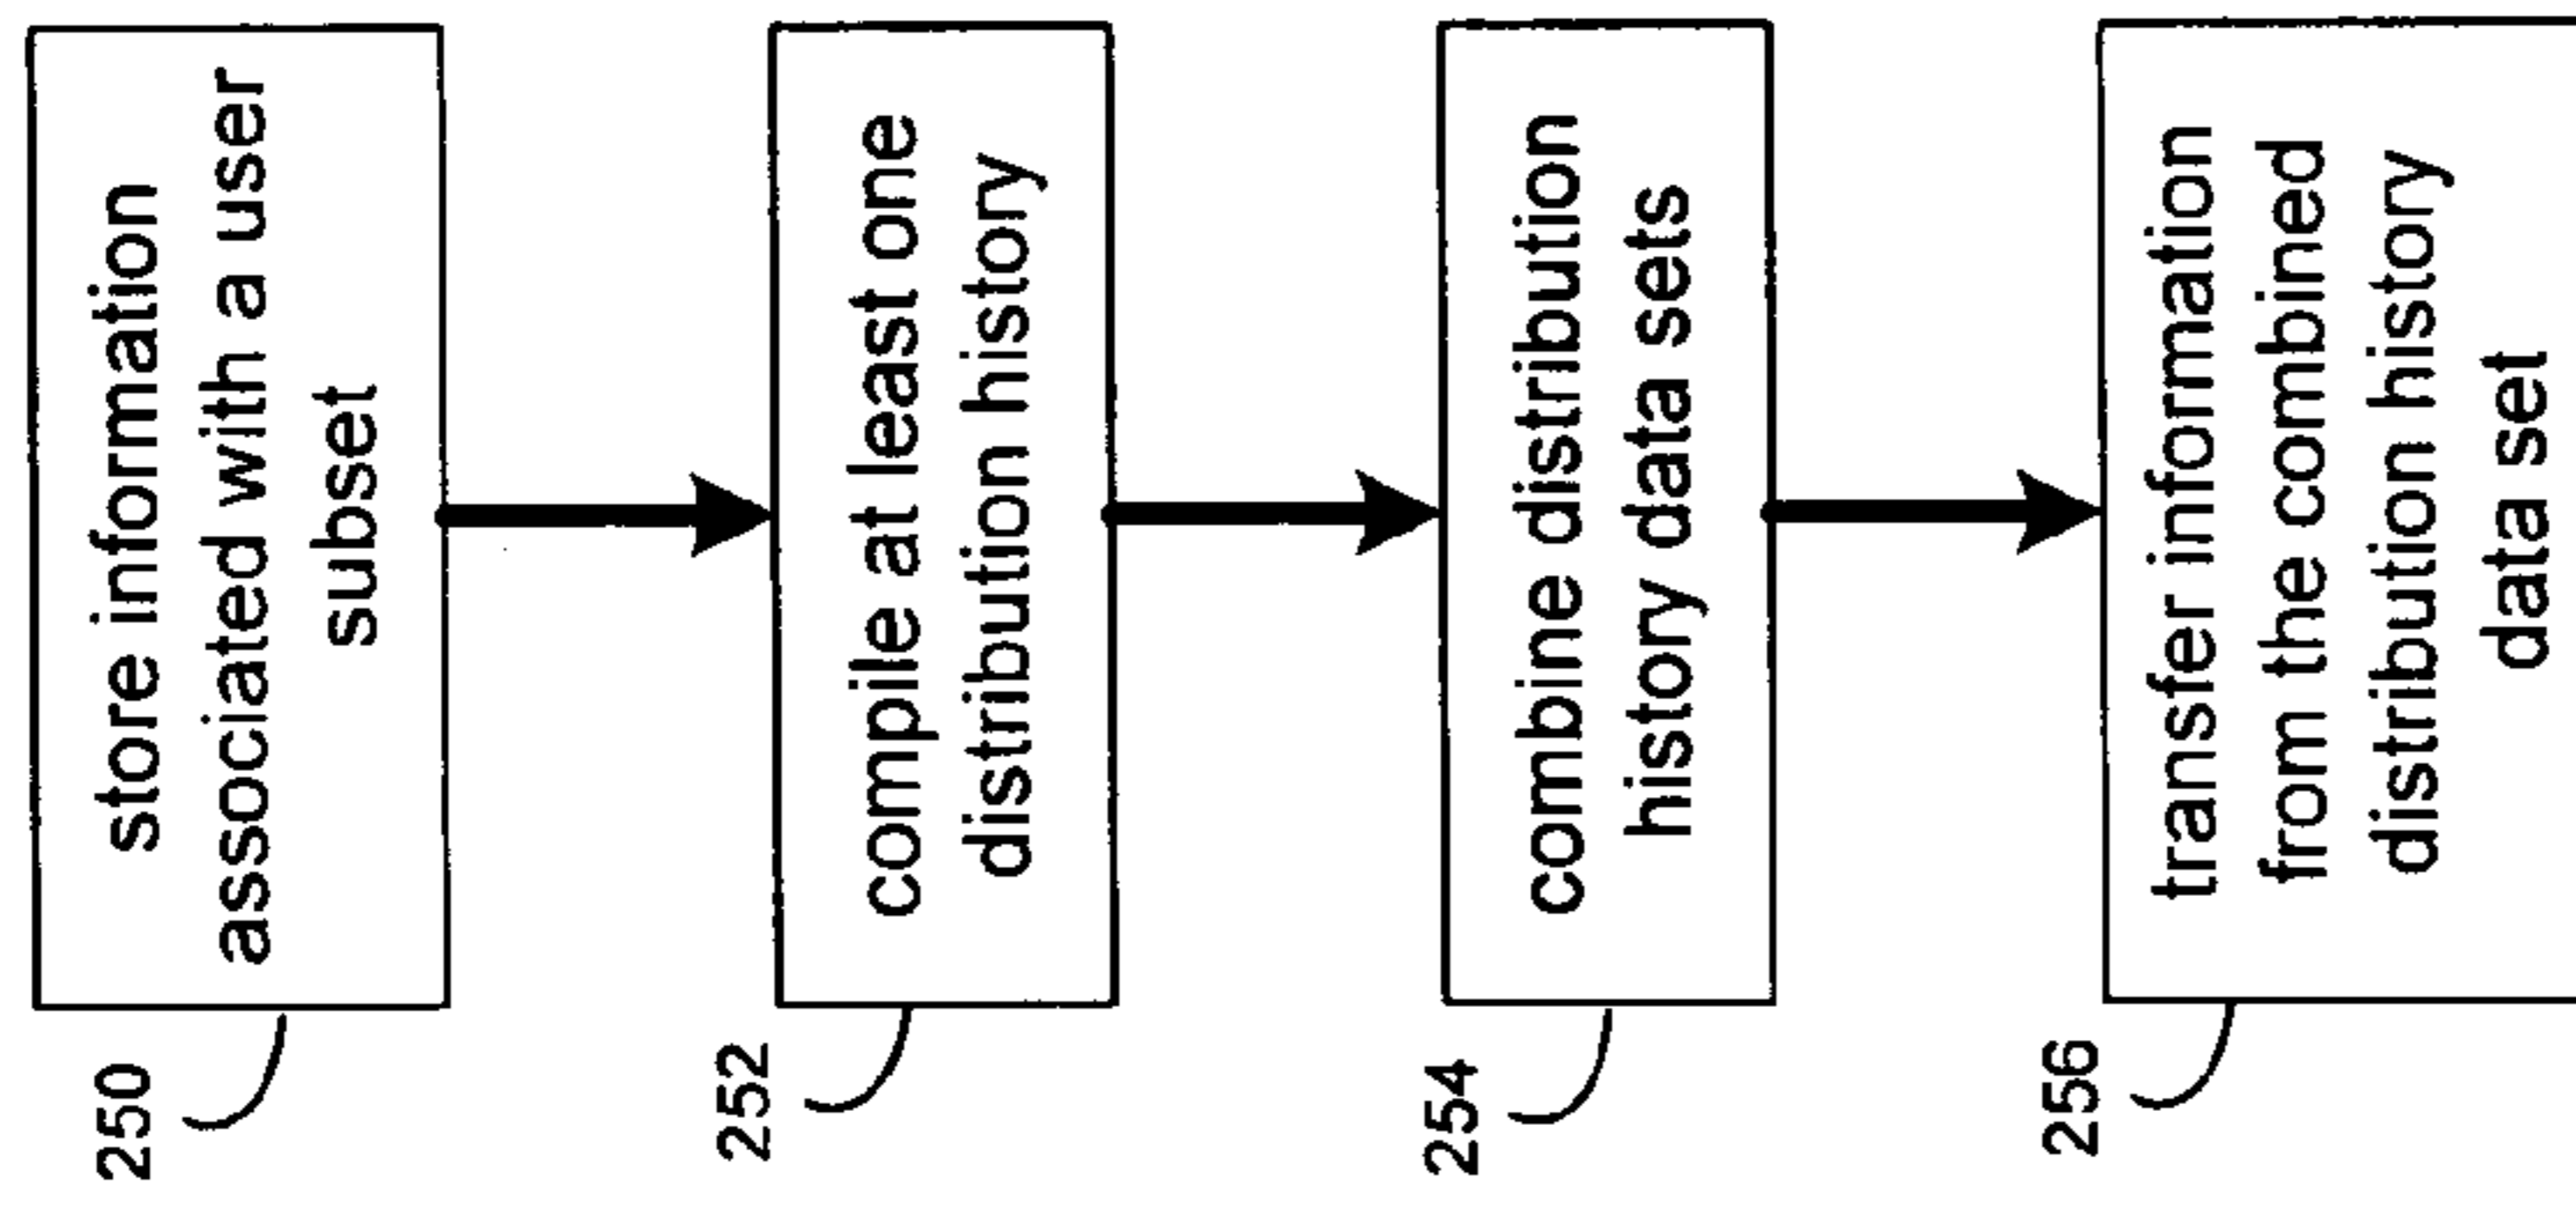 250
store information
associated with a user
subset
252
compile at least one
distribution history
254
combine distribution
history data sets
256
transfer information
from the combined
distribution history
data set